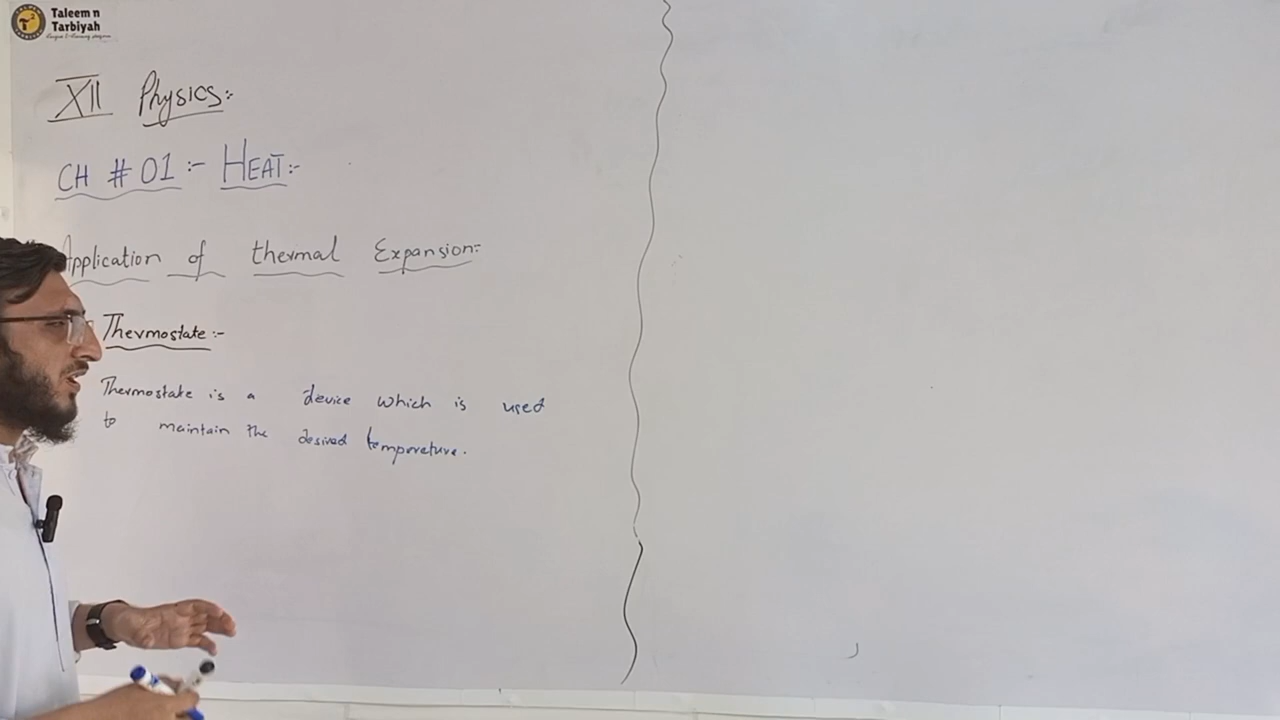 Taleem n
Tarbiyah
XII Physics:-
CH # 01:- HEAT:-
Application of thermal Expansion:-
Thermostate:-
Thermostate is a device which is used
to maintain the desired temperature.